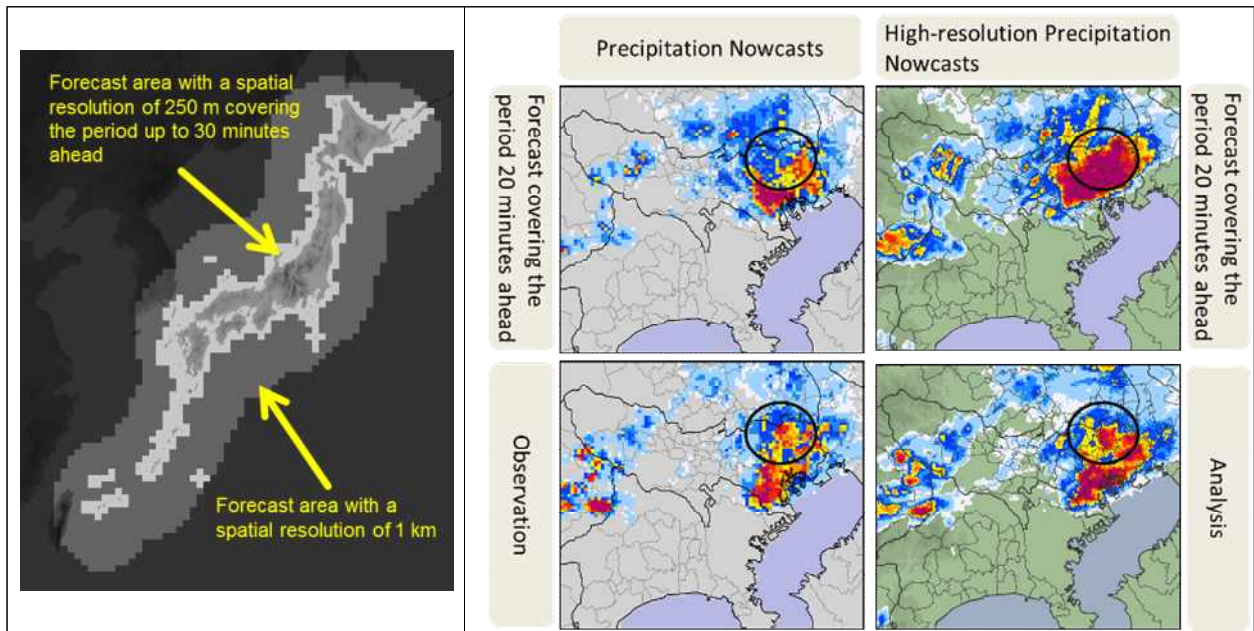 Forecast area with a spatial
resolution of 250 m covering
the period up to 30 minutes
ahead
Forecast area with a
spatial resolution of 1 km
Precipitation Nowcasts
High-resolution Precipitation
Nowcasts
Forecast covering the
period 20 minutes ahead
Forecast covering the
period 20 minutes ahead
Observation
Analysis